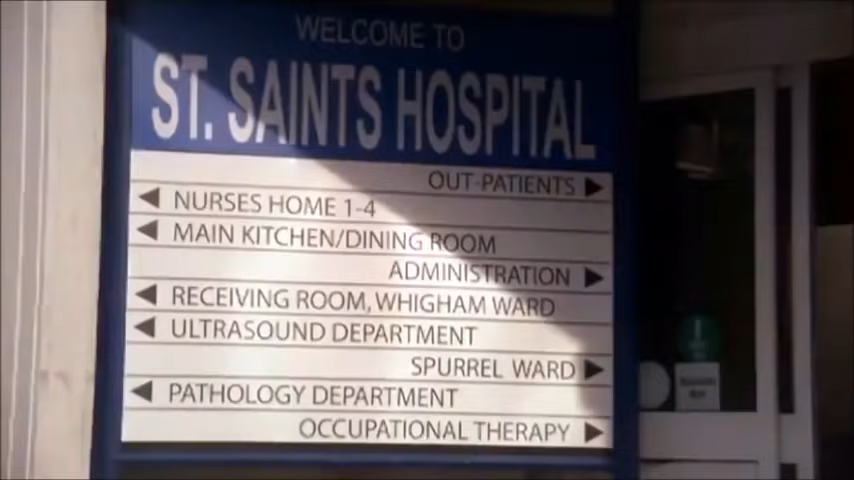 WELCOME TO
ST. SAINTS HOSPITAL
OUT-PATIENTS
NURSES HOME 1-4
MAIN KITCHEN/DINING ROOM
ADMINISTRATION
RECEIVING ROOM, WHIGHAM WARD
ULTRASOUND DEPARTMENT
SPURREL WARD
PATHOLOGY DEPARTMENT
OCCUPATIONAL THERAPY